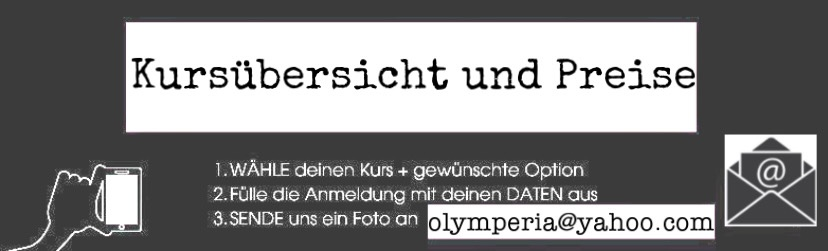 Kursübersicht und Preise
1.WÄHLE deinen Kurs + gewünschte Option
2.Fülle die Anmeldung mit deinen DATEN aus
3.SENDE uns ein Foto an olymperia@yahoo.com
@